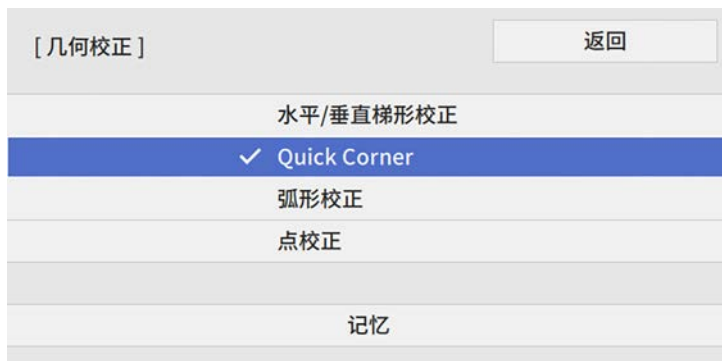 [ 几何校正 ]
返回
水平/垂直梯形校正
Quick Corner
弧形校正
点校正
记忆